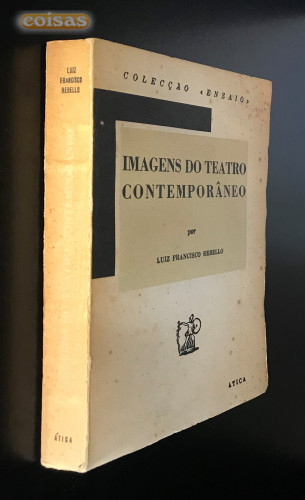 coisas
LUIZ
FRANCISCO
REBELLO
ÁTICA
COLECÇÃO «ENSAIO»
IMAGENS DO TEATRO
CONTEMPORÂNEO
por
LUIZ FRANCISCO REBELLO
ÁTICA